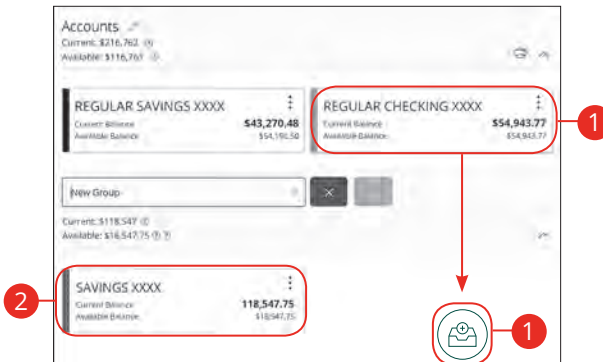 Accounts
Current: $216,762
Available: $116,761
REGULAR SAVINGS XXXX
Current Balance $43,270.48
Available Balance $54,191.50
REGULAR CHECKING XXXX
Current Balance $54,943.77
Available Balance $54,943.77
1
New Group
Current: $118,547
Available: $16,547.75
2
SAVINGS XXXX
Current Balance 118,547.75
Available Balance $18,547.75
1